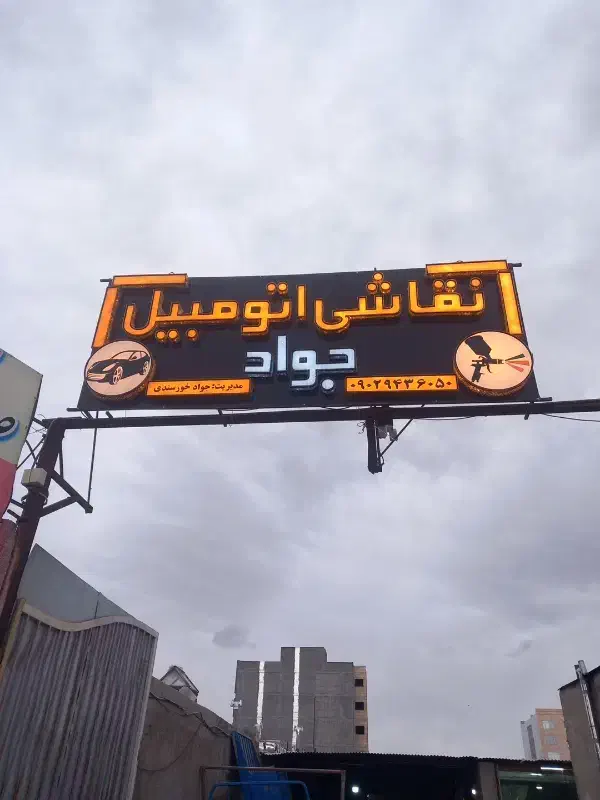 نقاشی اتومبیل
جواد
۰۹۰۲۹۴۳۶۰۵۰
مدیریت: جواد خورسندی